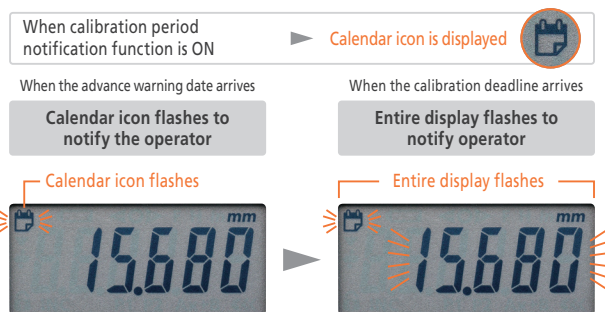 When calibration period
notification function is ON
Calendar icon is displayed
When the advance warning date arrives
When the calibration deadline arrives
Calendar icon flashes to
notify the operator
Entire display flashes to
notify operator
Calendar icon flashes
Entire display flashes
mm
15.680
mm
15.680